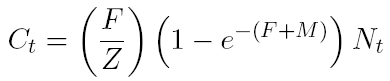 C_t = \left( \frac{F}{Z} \right) \left( 1 - e^{-(F+M)} \right) N_t